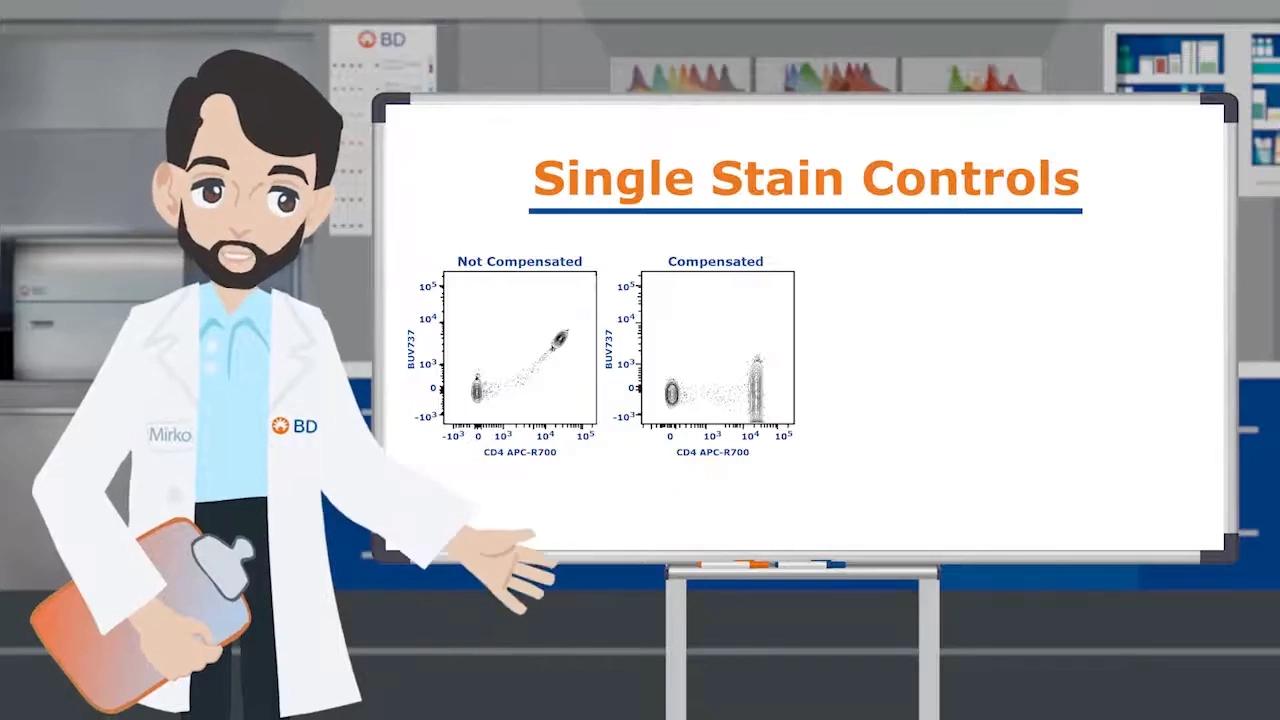 BD
Single Stain Controls
Not Compensated
Compensated
10⁵
10⁴
10³
0
-10³
BUV737
-10³ 0 10³ 10⁴ 10⁵
CD4 APC-R700
10⁵
10⁴
10³
0
-10³
BUV737
0 10³ 10⁴ 10⁵
CD4 APC-R700
Mirko
BD